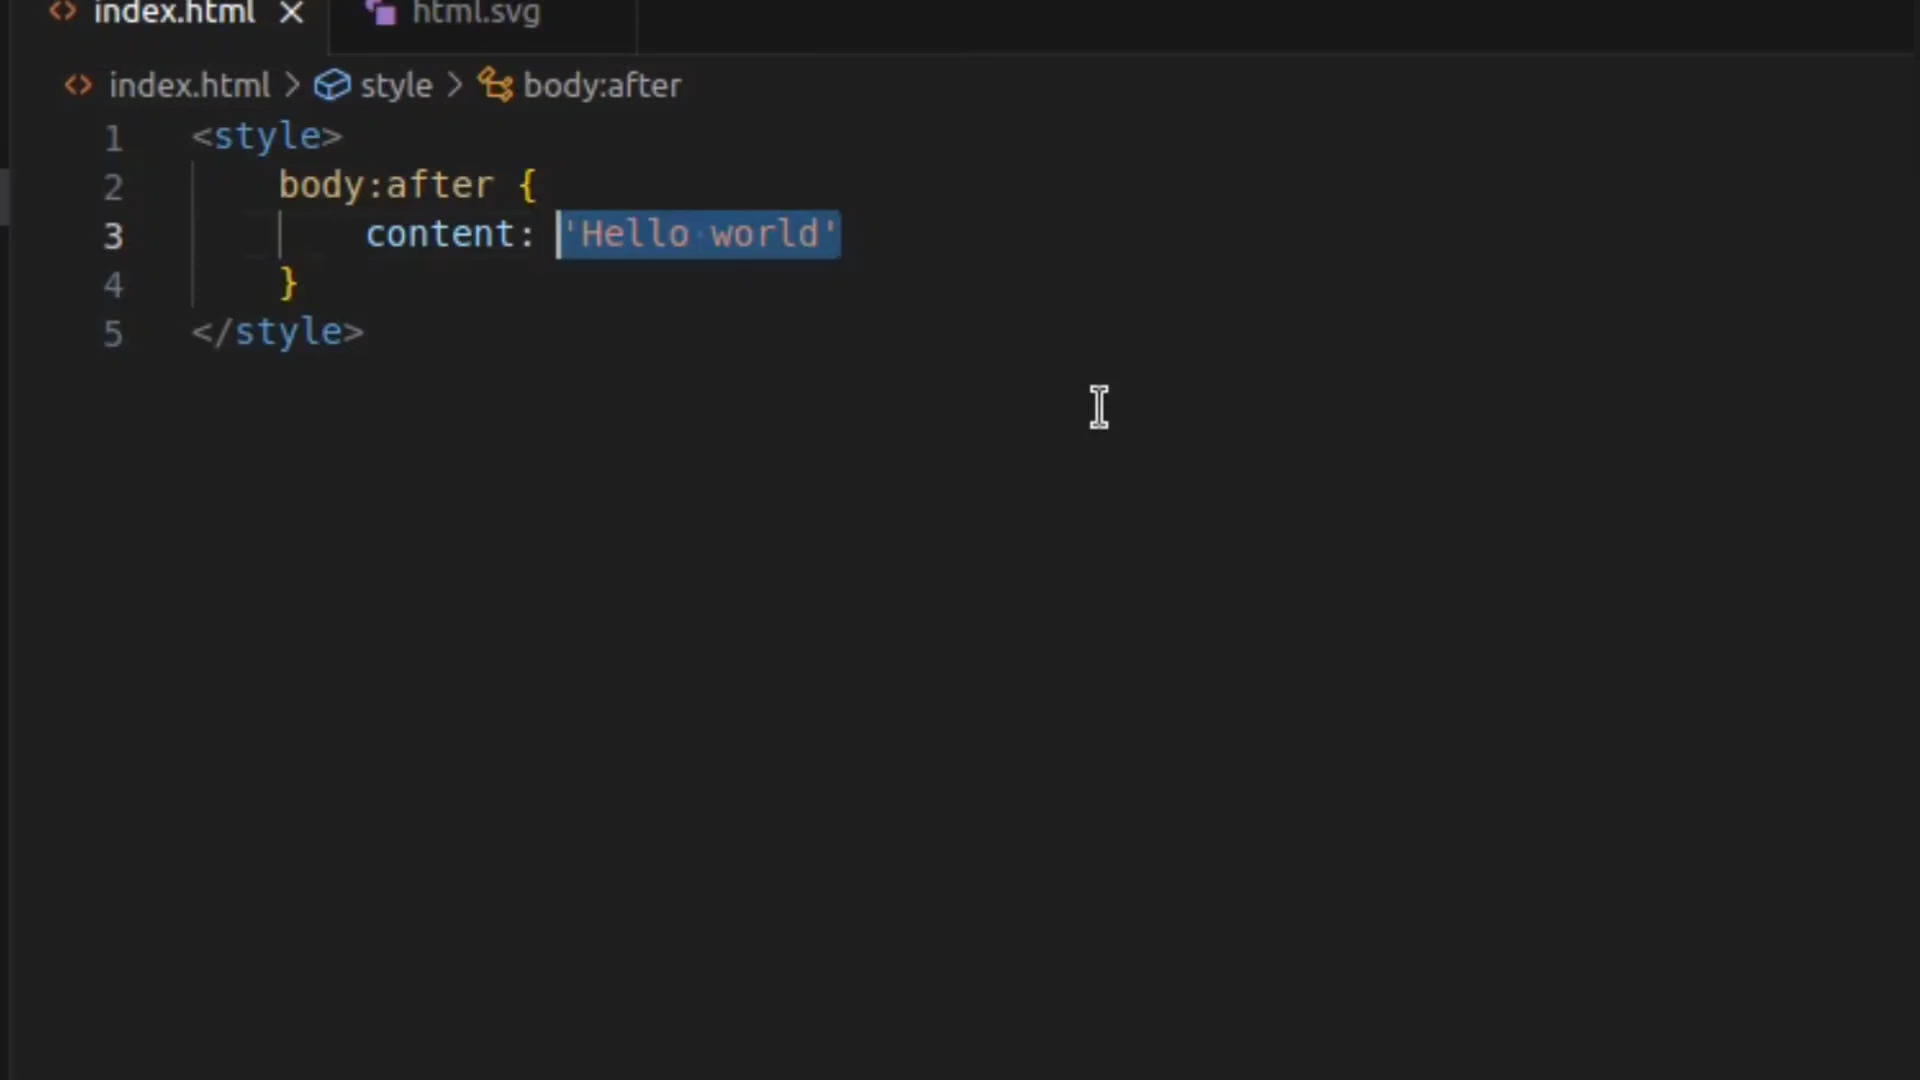 index.html html.svg
index.html > style > body:after
1 <style>
2 body:after {
3 content: 'Hello world'
4 }
5 </style>